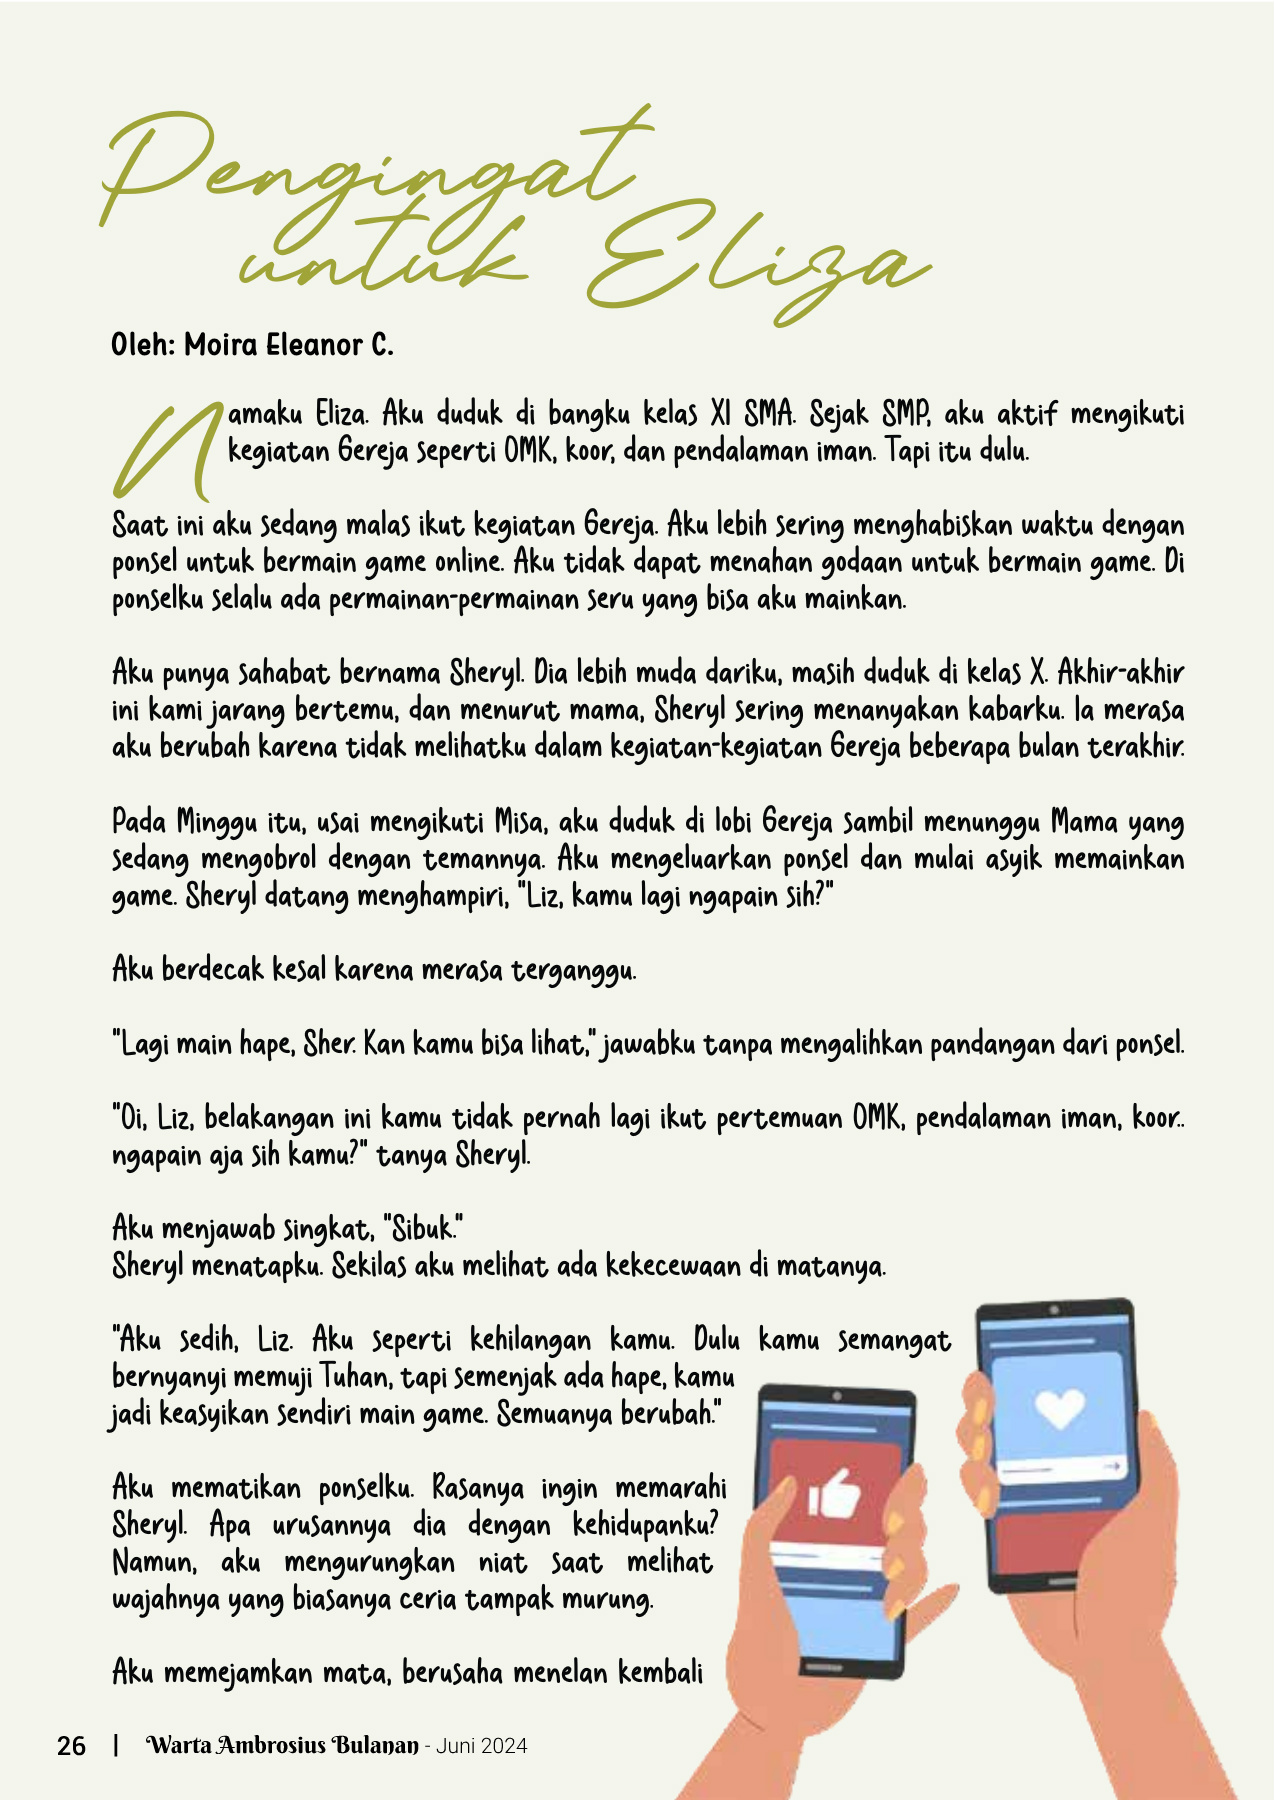 Pengingat
untuk Eliza
Oleh: Moira Eleanor C.
Namaku Eliza. Aku duduk di bangku kelas XI SMA. Sejak SMP, aku aktif mengikuti
kegiatan Gereja seperti OMK, koor, dan pendalaman iman. Tapi itu dulu.
Saat ini aku sedang malas ikut kegiatan Gereja. Aku lebih sering menghabiskan waktu dengan
ponsel untuk bermain game online. Aku tidak dapat menahan godaan untuk bermain game. Di
ponselku selalu ada permainan-permainan seru yang bisa aku mainkan.
Aku punya sahabat bernama Sheryl. Dia lebih muda dariku, masih duduk di kelas X. Akhir-akhir
ini kami jarang bertemu, dan menurut mama, Sheryl sering menanyakan kabarku. Ia merasa
aku berubah karena tidak melihatku dalam kegiatan-kegiatan Gereja beberapa bulan terakhir.
Pada Minggu itu, usai mengikuti Misa, aku duduk di lobi Gereja sambil menunggu Mama yang
sedang mengobrol dengan temannya. Aku mengeluarkan ponsel dan mulai asyik memainkan
game. Sheryl datang menghampiri, "Liz, kamu lagi ngapain sih?"
Aku berdecak kesal karena merasa terganggu.
"Lagi main hape, Sher. Kan kamu bisa lihat," jawabku tanpa mengalihkan pandangan dari ponsel.
"Oi, Liz, belakangan ini kamu tidak pernah lagi ikut pertemuan OMK, pendalaman iman, koor..
ngapain aja sih kamu?" tanya Sheryl.
Aku menjawab singkat, "Sibuk."
Sheryl menatapku. Sekilas aku melihat ada kekecewaan di matanya.
"Aku sedih, Liz. Aku seperti kehilangan kamu. Dulu kamu semangat
bernyanyi memuji Tuhan, tapi semenjak ada hape, kamu
jadi keasyikan sendiri main game. Semuanya berubah."
Aku mematikan ponselku. Rasanya ingin memarahi
Sheryl. Apa urusannya dia dengan kehidupanku?
Namun, aku mengurungkan niat saat melihat
wajahnya yang biasanya ceria tampak murung.
Aku memejamkan mata, berusaha menelan kembali
26 | Warta Ambrosius Bulanan - Juni 2024